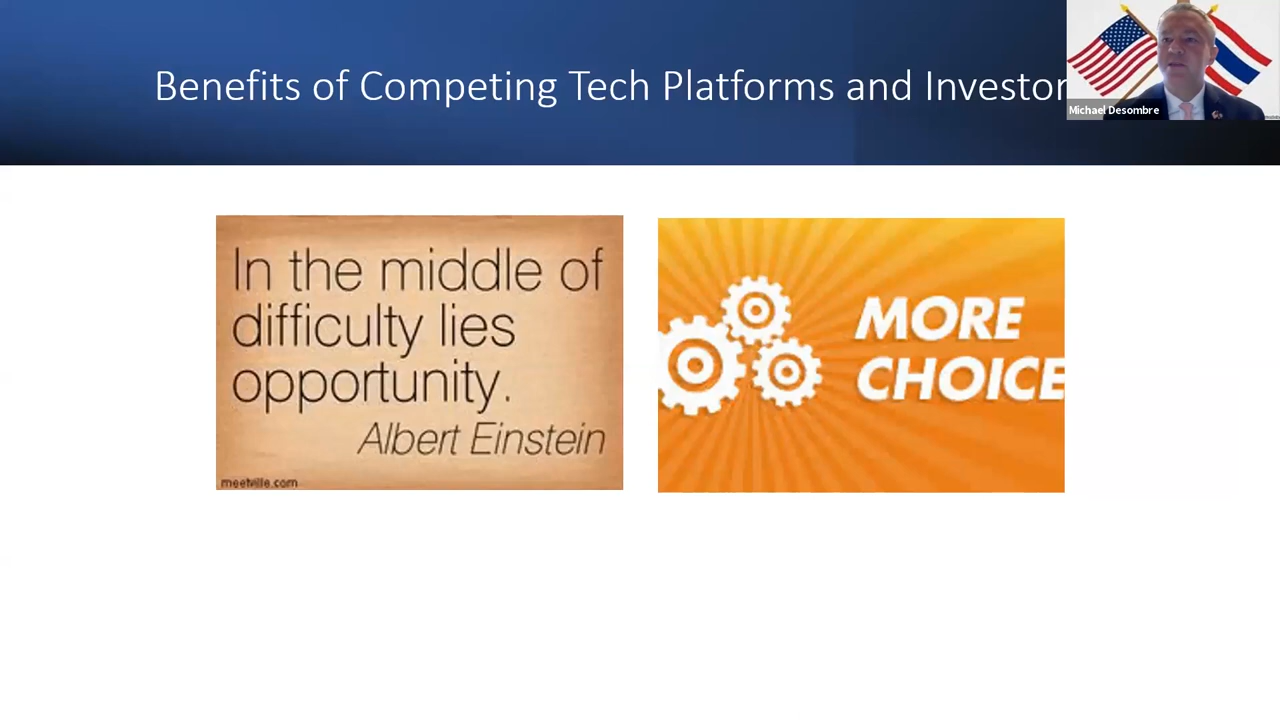 Benefits of Competing Tech Platforms and Investor
Michael Desombre
In the middle of
difficulty lies
opportunity.
Albert Einstein
meetville.com
MORE
CHOICE